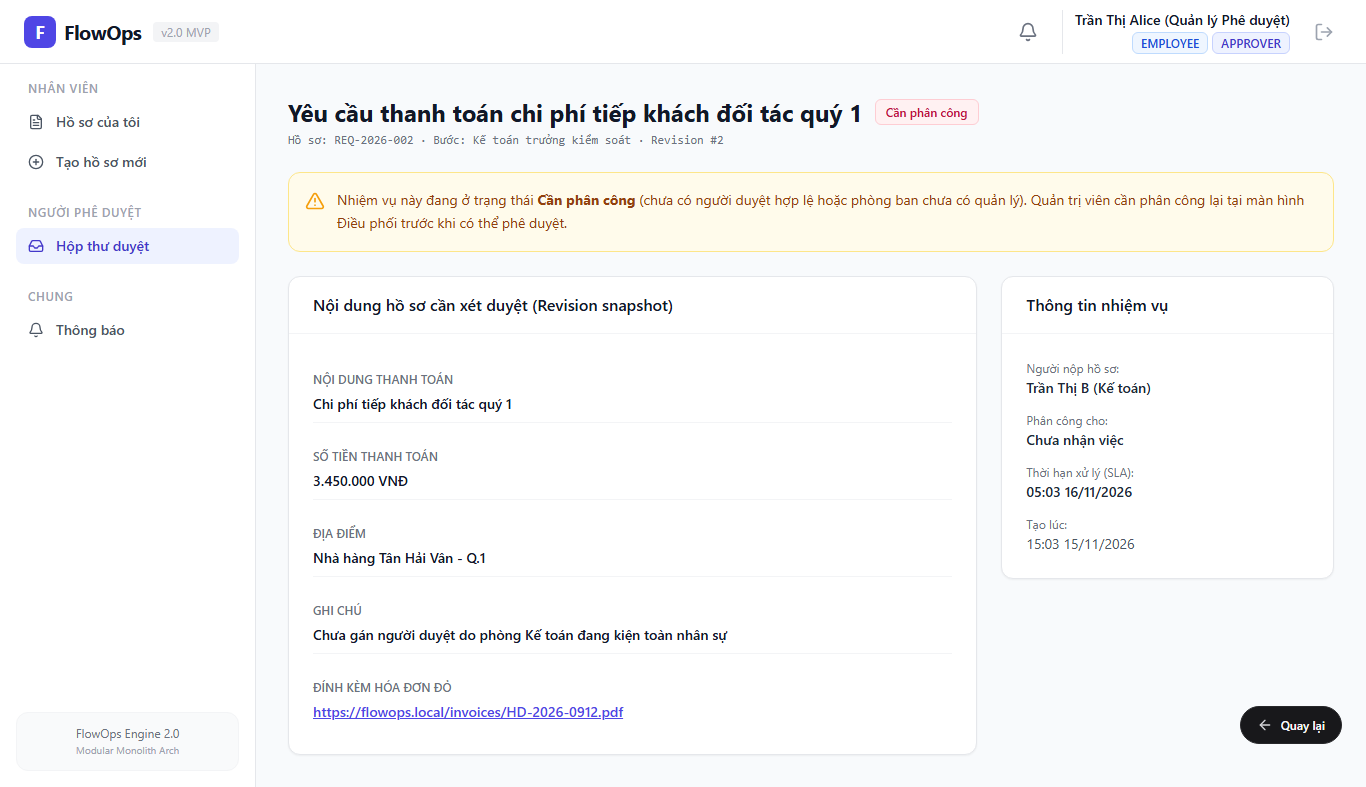 F FlowOps v2.0 MVP
Trần Thị Alice (Quản lý Phê duyệt)
EMPLOYEE APPROVER
NHÂN VIÊN
Hồ sơ của tôi
Tạo hồ sơ mới
NGƯỜI PHÊ DUYỆT
Hộp thư duyệt
CHUNG
Thông báo
FlowOps Engine 2.0
Modular Monolith Arch
Yêu cầu thanh toán chi phí tiếp khách đối tác quý 1 Cần phân công
Hồ sơ: REQ-2026-002 · Bước: Kế toán trưởng kiểm soát · Revision #2
Nhiệm vụ này đang ở trạng thái Cần phân công (chưa có người duyệt hợp lệ hoặc phòng ban chưa có quản lý). Quản trị viên cần phân công lại tại màn hình
Điều phối trước khi có thể phê duyệt.
Nội dung hồ sơ cần xét duyệt (Revision snapshot)
NỘI DUNG THANH TOÁN
Chi phí tiếp khách đối tác quý 1
SỐ TIỀN THANH TOÁN
3.450.000 VNĐ
ĐỊA ĐIỂM
Nhà hàng Tân Hải Vân - Q.1
GHI CHÚ
Chưa gán người duyệt do phòng Kế toán đang kiện toàn nhân sự
ĐÍNH KÈM HÓA ĐƠN ĐỎ
https://flowops.local/invoices/HD-2026-0912.pdf
Thông tin nhiệm vụ
Người nộp hồ sơ:
Trần Thị B (Kế toán)
Phân công cho:
Chưa nhận việc
Thời hạn xử lý (SLA):
05:03 16/11/2026
Tạo lúc:
15:03 15/11/2026
Quay lại